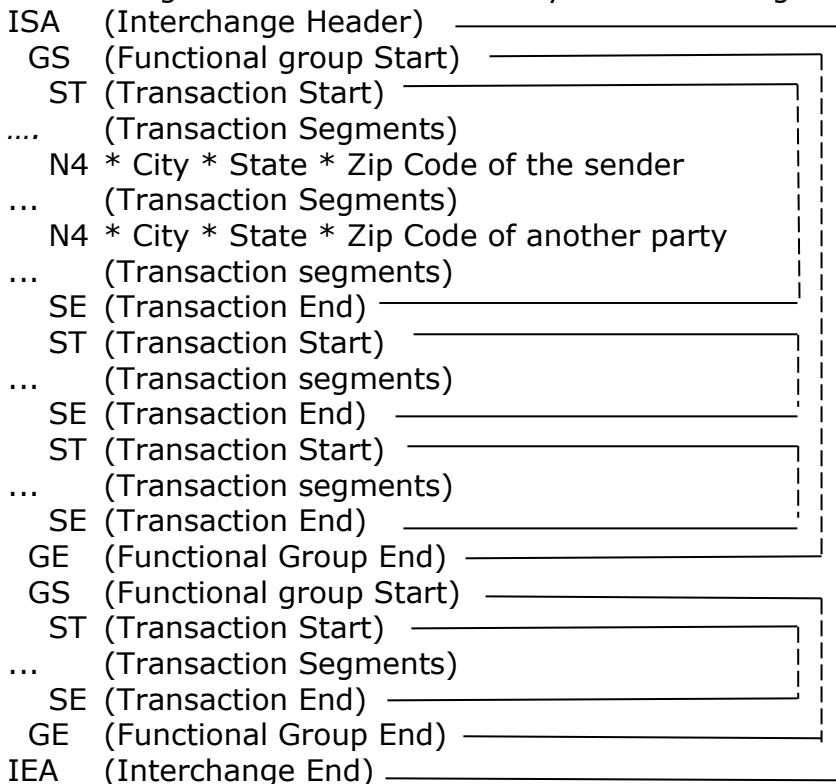 ISA (Interchange Header)
GS (Functional group Start)
ST (Transaction Start)
.... (Transaction Segments)
N4 * City * State * Zip Code of the sender
... (Transaction Segments)
N4 * City * State * Zip Code of another party
... (Transaction segments)
SE (Transaction End)
ST (Transaction Start)
... (Transaction segments)
SE (Transaction End)
ST (Transaction Start)
... (Transaction segments)
SE (Transaction End)
GE (Functional Group End)
GS (Functional group Start)
ST (Transaction Start)
... (Transaction Segments)
SE (Transaction End)
GE (Functional Group End)
IEA (Interchange End)